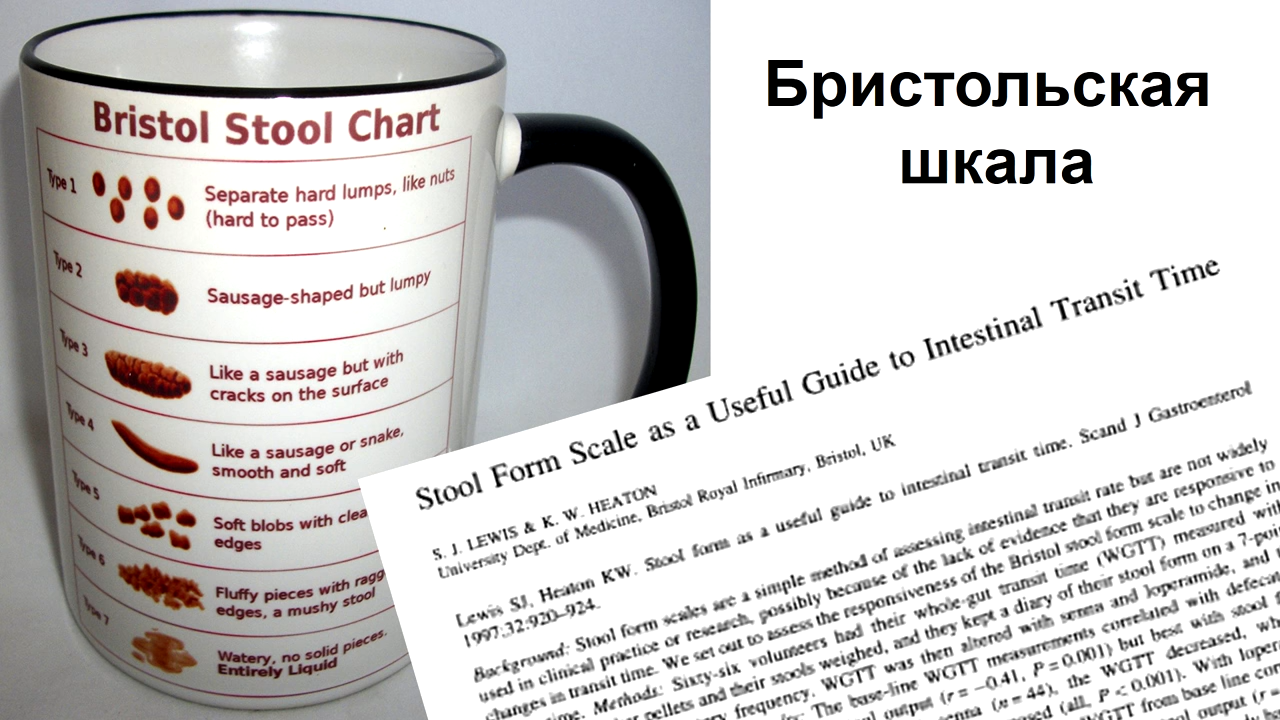 Бристольская
шкала
Bristol Stool Chart
Type 1
Separate hard lumps, like nuts
(hard to pass)
Type 2
Sausage-shaped but lumpy
Type 3
Like a sausage but with
cracks on the surface
Type 4
Like a sausage or snake,
smooth and soft
Type 5
Soft blobs with
edges
Type 6
Fluffy pieces with
edges, a mushy stool
Type 7
Watery, no solid pieces.
Entirely Liquid
Stool Form Scale as a Useful Guide to Intestinal Transit Time
S. J. LEWIS & K. W. HEATON
University Dept. of Medicine, Bristol Royal Infirmary, Bristol, UK
Lewis SJ, Heaton KW. Stool form as a useful guide to intestinal transit time. Scand J Gastroenterol
1997;32:920–924.
Background: Stool form scales are a simple method of assessing intestinal transit rate but are not widely
used in clinical practice or research, possibly because of the lack of evidence that they are responsive to
changes in transit time. We set out to assess the responsiveness of the Bristol stool form scale to change in
time. Methods: Sixty-six volunteers had their whole-gut transit time (WGTT) measured with
pellets and their stools weighed, and they kept a diary of their stool form on a
frequency. WGTT was then altered with senna and loperamide, and
The base-line WGTT measurements correlated with
output (r = −0.41, P = 0.001) but best with stool
(n = 44), the WGTT decreased,
(all, P < 0.001). With
from base line
output (r =